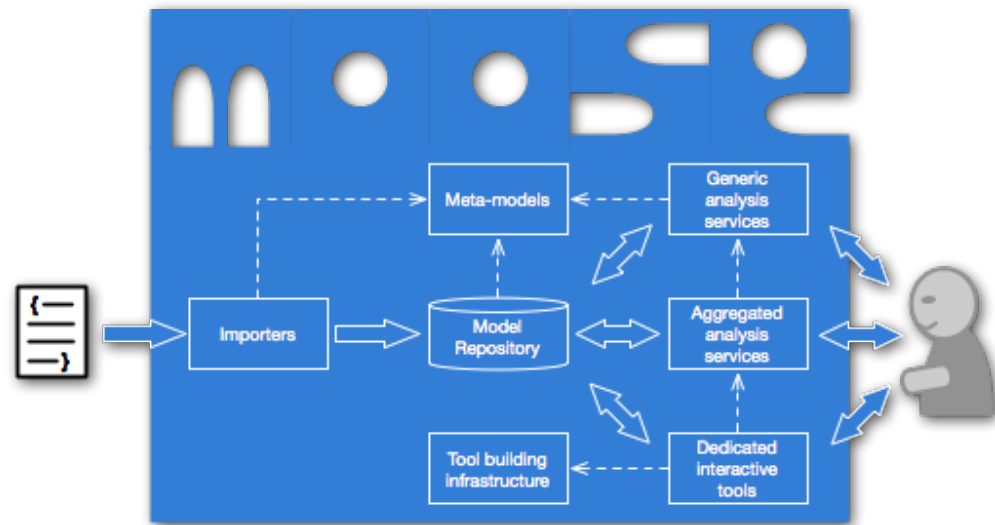 Meta-models
Generic
analysis
services
{
}
Importers
Model
Repository
Aggregated
analysis
services
Tool building
infrastructure
Dedicated
interactive
tools